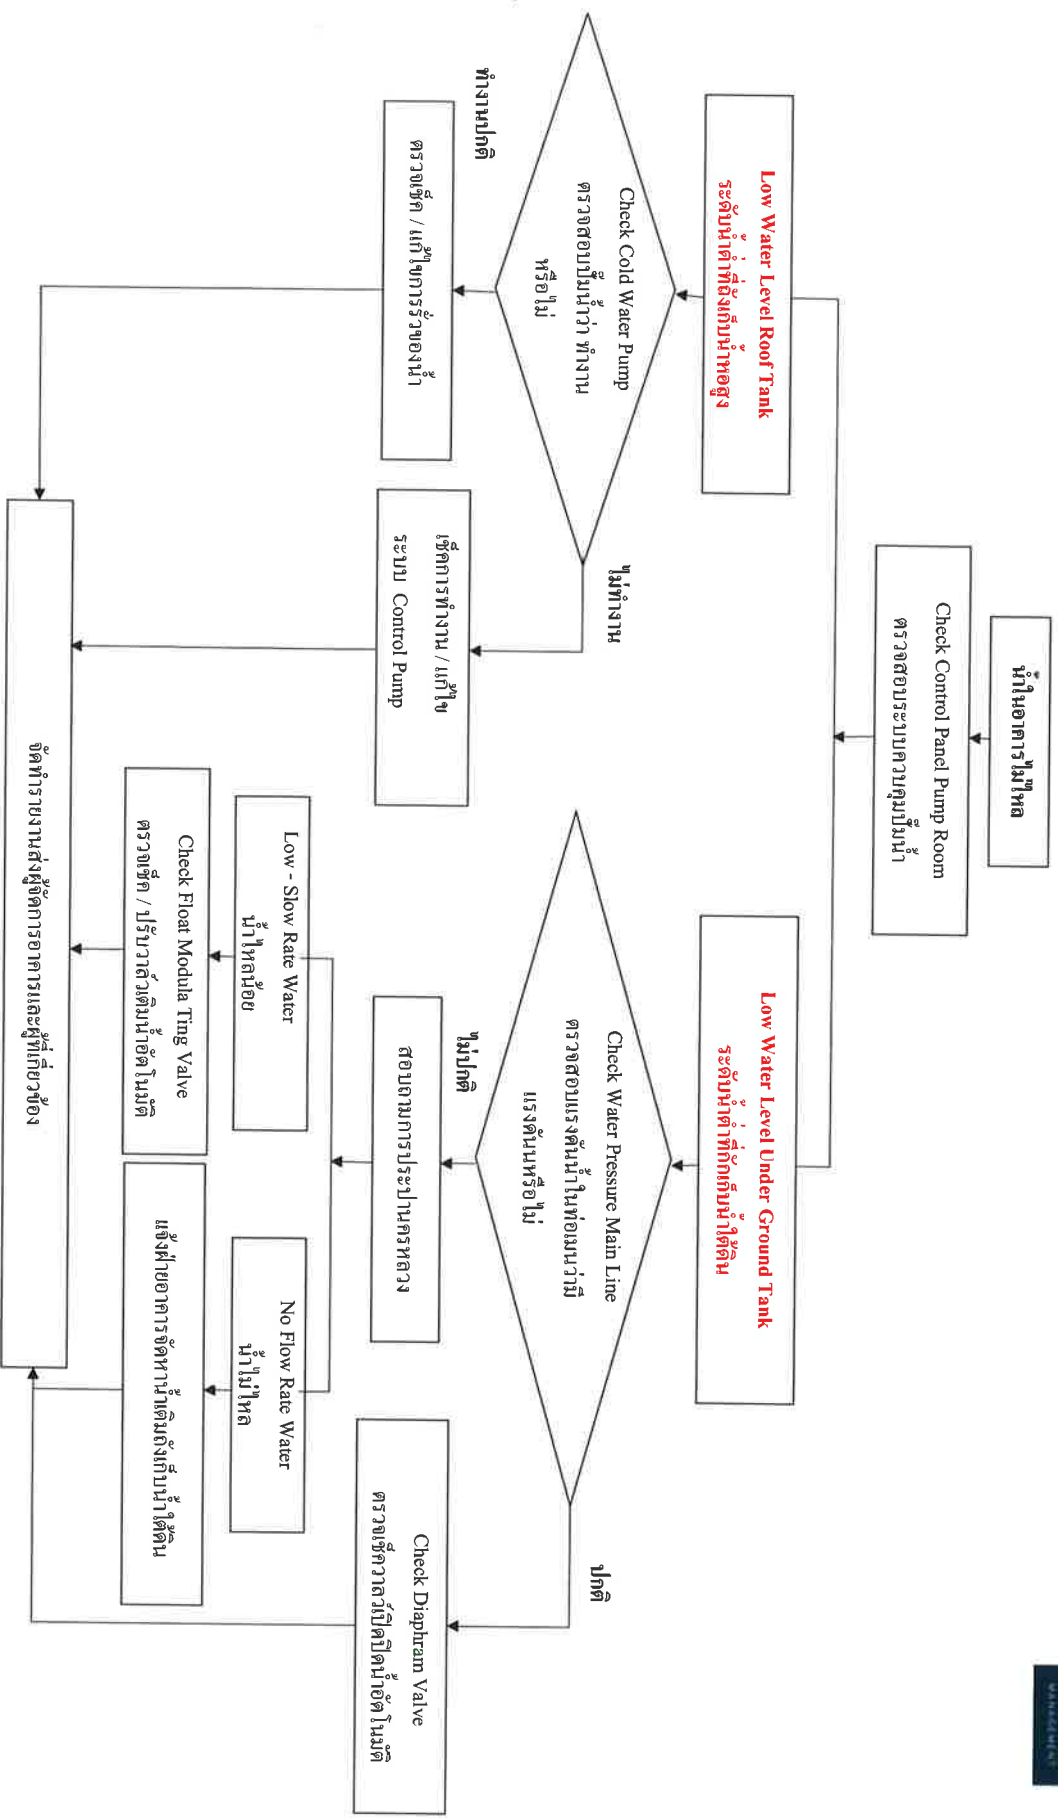 MANAGEMENT
น้ำในอาคารไม่ไหล
Check Control Panel Pump Room
ตรวจสอบระบบควบคุมปั๊มน้ำ
Low Water Level Roof Tank
ระดับน้ำต่ำที่ถังเก็บน้ำหอสูง
Low Water Level Under Ground Tank
ระดับน้ำต่ำที่กักเก็บน้ำใต้ดิน
Check Cold Water Pump
ตรวจสอบปั๊มน้ำว่า ทำงาน
หรือไม่
ไม่ทำงาน
Check Water Pressure Main Line
ตรวจสอบแรงดันน้ำในท่อเมนว่ามี
แรงดันนหรือไม่
ปกติ
ทำงานปกติ
ไม่ปกติ
ตรวจเช็ค / แก้ไขการรั่วของน้ำ
เช็คการทำงาน / แก้ไข
ระบบ Control Pump
สอบถามการประปานครหลวง
Check Diaphram Valve
ตรวจเช็ควาลว์เปิดปิดน้ำอัตโนมัติ
Low - Slow Rate Water
น้ำไหลน้อย
No Flow Rate Water
น้ำไม่ไหล
Check Float Modula Ting Valve
ตรวจเช็ค / ปรับวาล์วเติมน้ำอัตโนมัติ
แจ้งฝ่ายอาคารจัดหาน้ำเติมถังเก็บน้ำใต้ดิน
จัดทำรายงานส่งผู้จัดการอาคารและผู้ที่เกี่ยวข้อง